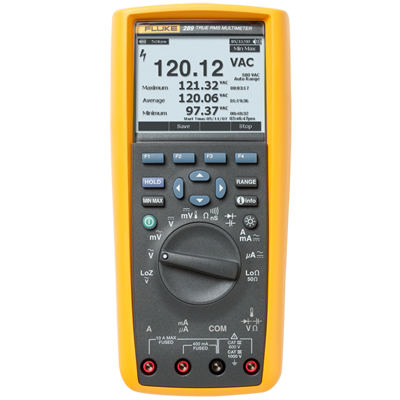 FLUKE 289 TRUE RMS MULTIMETER
Min Max
120.12 VAC
500 VAC
Auto Range
Maximum 121.32 VAC
Average 120.06 VAC
Minimum 97.37 VAC
Save Stop
F1 F2 F3 F4
HOLD RANGE
MIN MAX info
V mV Ω nS
mV A mA
V µA
LoZ V LoΩ 50Ω
A mA µA COM V Ω
10 A MAX FUSED 400 mA FUSED CAT IV 600 V CAT III 1000 V